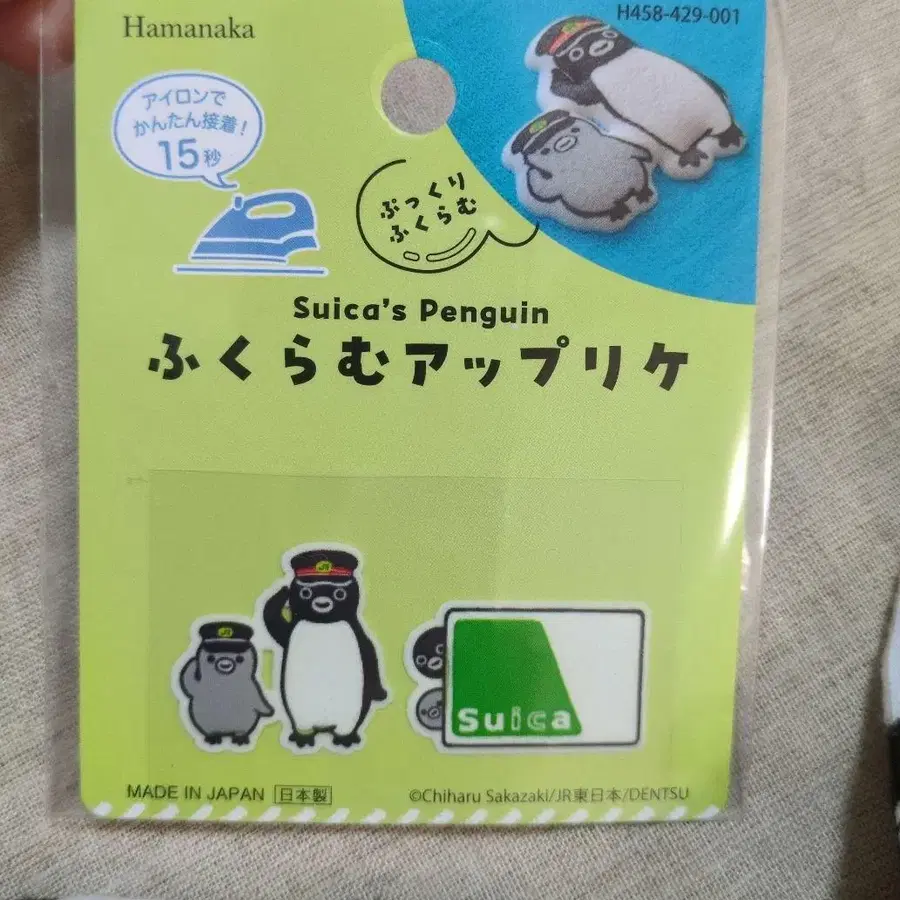 Hamanaka
H458-429-001
アイロンで
かんたん接着!
15秒
ぷっくり
ふくらむ
Suica's Penguin
ふくらむアップリケ
JR
JR
Suica
MADE IN JAPAN 日本製
©Chiharu Sakazaki/JR東日本/DENTSU